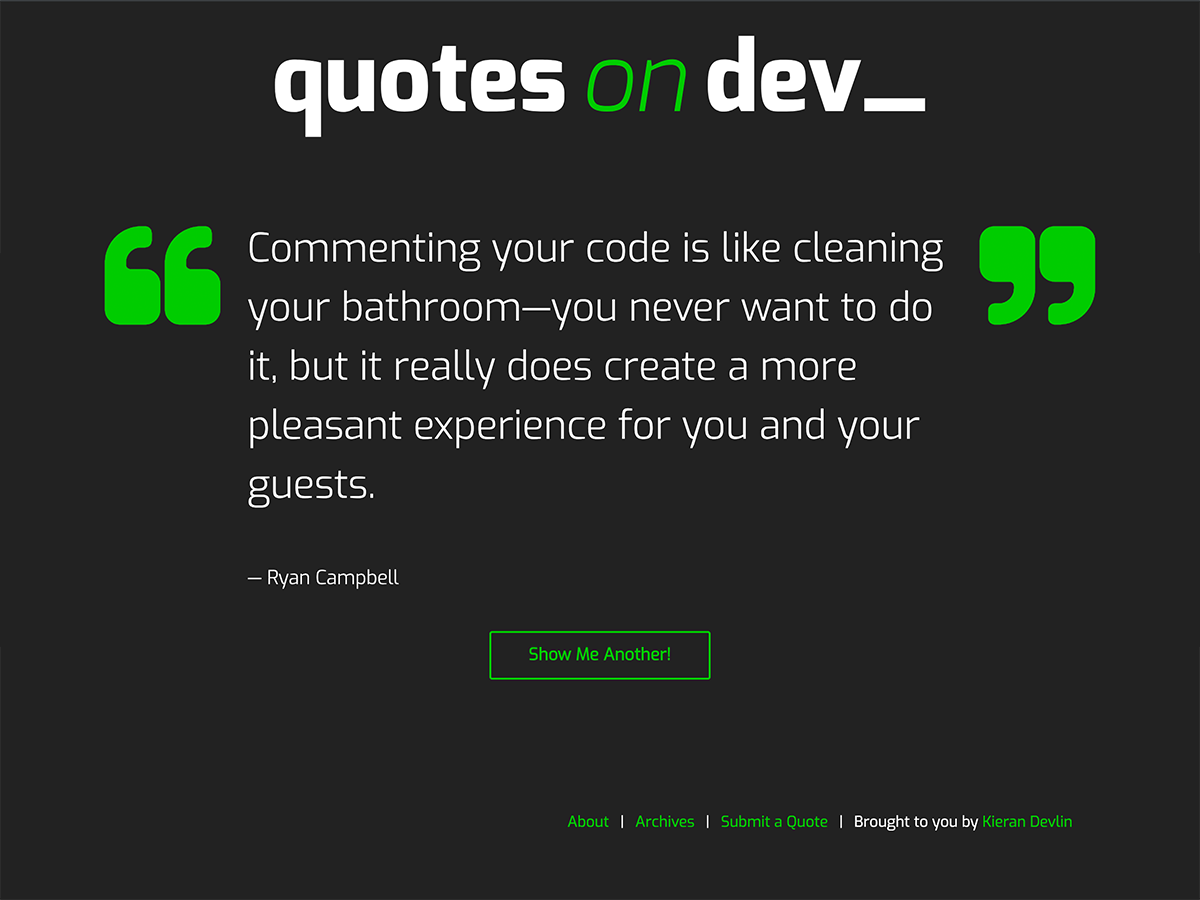 quotes on dev_
“ Commenting your code is like cleaning ”
your bathroom—you never want to do
it, but it really does create a more
pleasant experience for you and your
guests.
— Ryan Campbell
Show Me Another!
About | Archives | Submit a Quote | Brought to you by Kieran Devlin